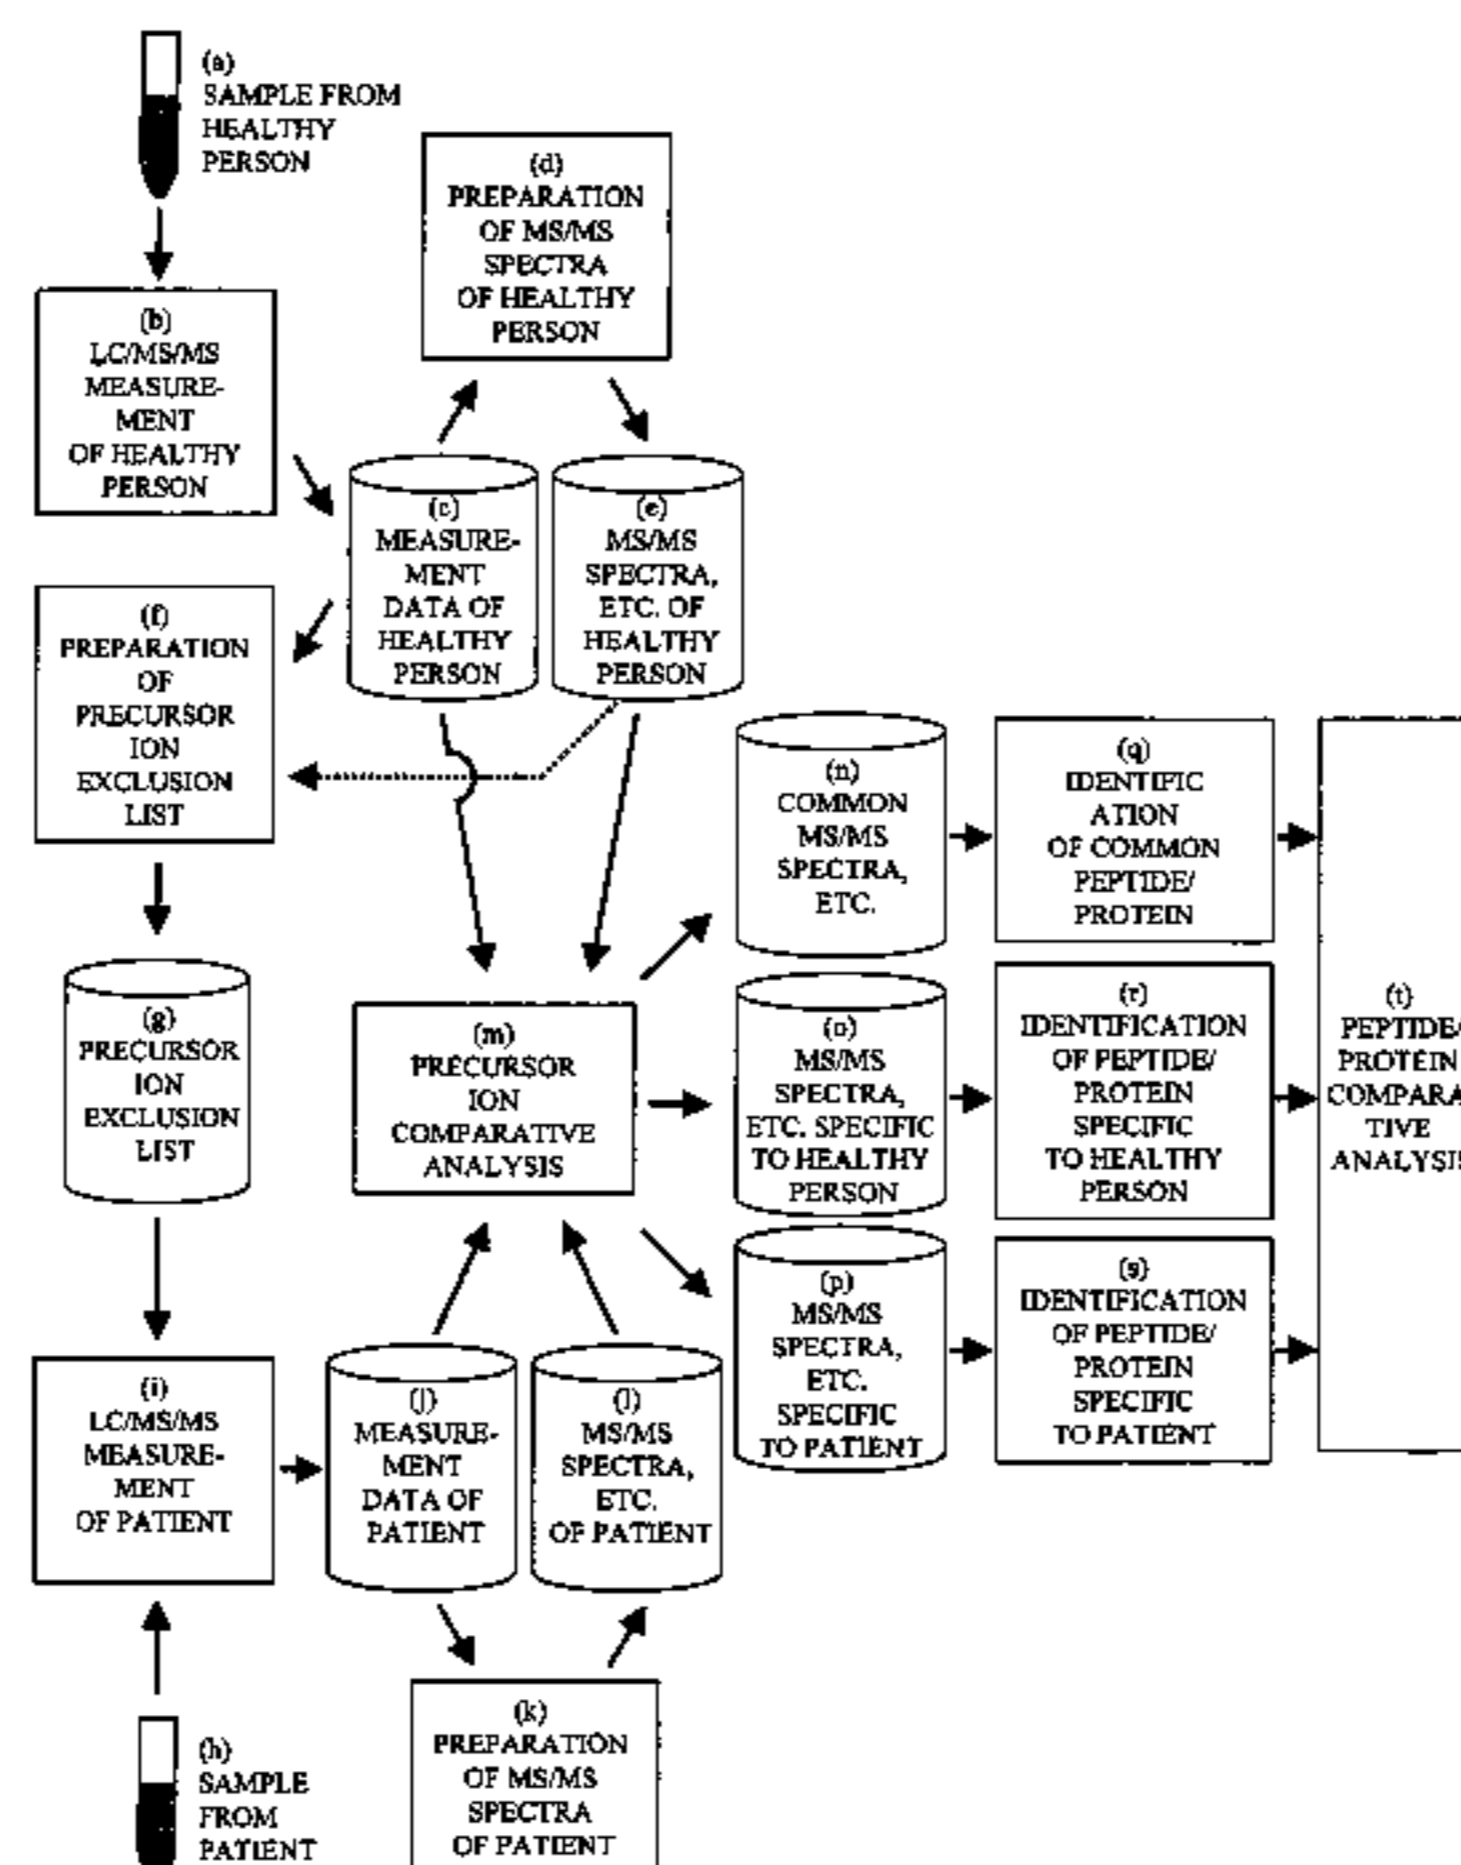 (a)
SAMPLE FROM
HEALTHY
PERSON
(b)
LC/MS/MS
MEASURE-
MENT
OF HEALTHY
PERSON
(d)
PREPARATION
OF MS/MS
SPECTRA
OF HEALTHY
PERSON
(c)
MEASURE-
MENT
DATA OF
HEALTHY
PERSON
(e)
MS/MS
SPECTRA,
ETC. OF
HEALTHY
PERSON
(f)
PREPARATION
OF
PRECURSOR
ION
EXCLUSION
LIST
(g)
PRECURSOR
ION
EXCLUSION
LIST
(m)
PRECURSOR
ION
COMPARATIVE
ANALYSIS
(n)
COMMON
MS/MS
SPECTRA,
ETC.
(q)
IDENTIFIC
ATION
OF COMMON
PEPTIDE/
PROTEIN
(o)
MS/MS
SPECTRA,
ETC. SPECIFIC
TO HEALTHY
PERSON
(r)
IDENTIFICATION
OF PEPTIDE/
PROTEIN
SPECIFIC
TO HEALTHY
PERSON
(p)
MS/MS
SPECTRA,
ETC.
SPECIFIC
TO PATIENT
(s)
IDENTIFICATION
OF PEPTIDE/
PROTEIN
SPECIFIC
TO PATIENT
(t)
PEPTIDE/
PROTEIN
COMPARA
TIVE
ANALYSIS
(i)
LC/MS/MS
MEASURE-
MENT
OF PATIENT
(j)
MEASURE-
MENT
DATA OF
PATIENT
(l)
MS/MS
SPECTRA,
ETC.
OF PATIENT
(h)
SAMPLE
FROM
PATIENT
(k)
PREPARATION
OF MS/MS
SPECTRA
OF PATIENT